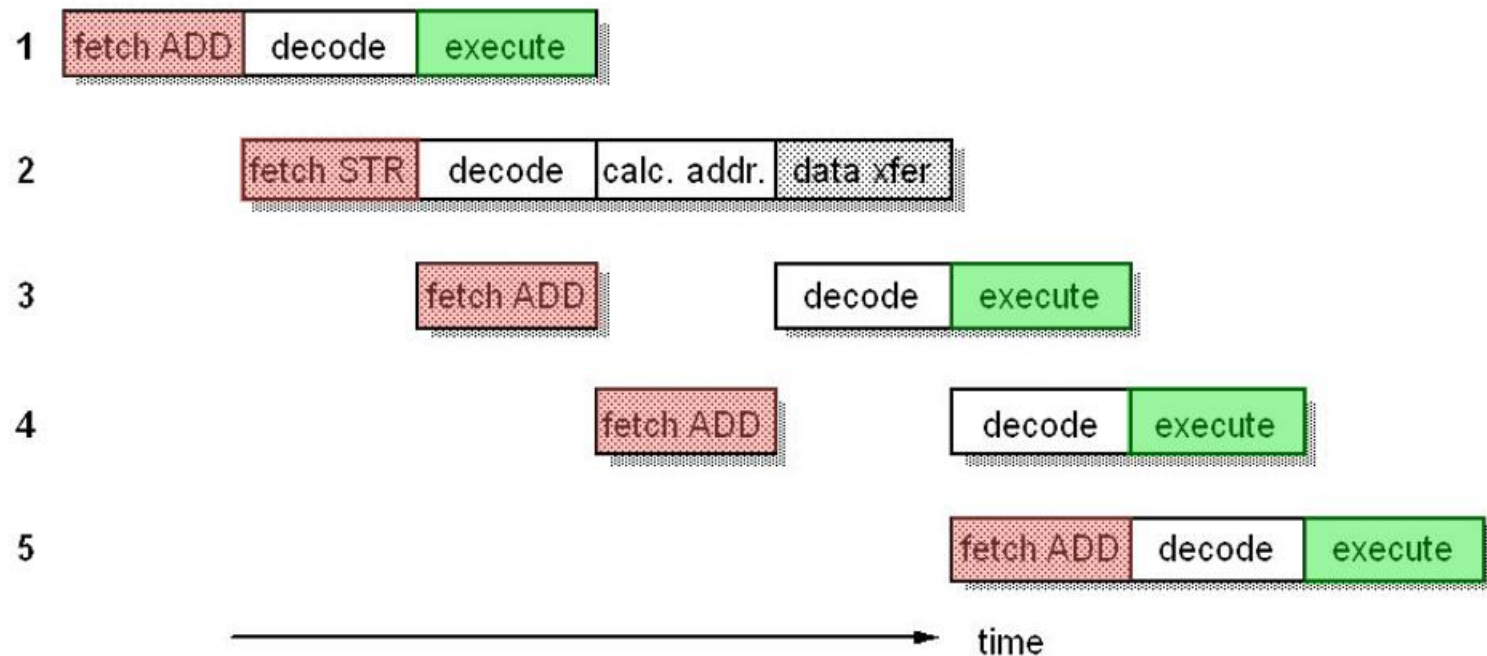 1 fetch ADD decode execute
2 fetch STR decode calc. addr. data xfer
3 fetch ADD decode execute
4 fetch ADD decode execute
5 fetch ADD decode execute
time